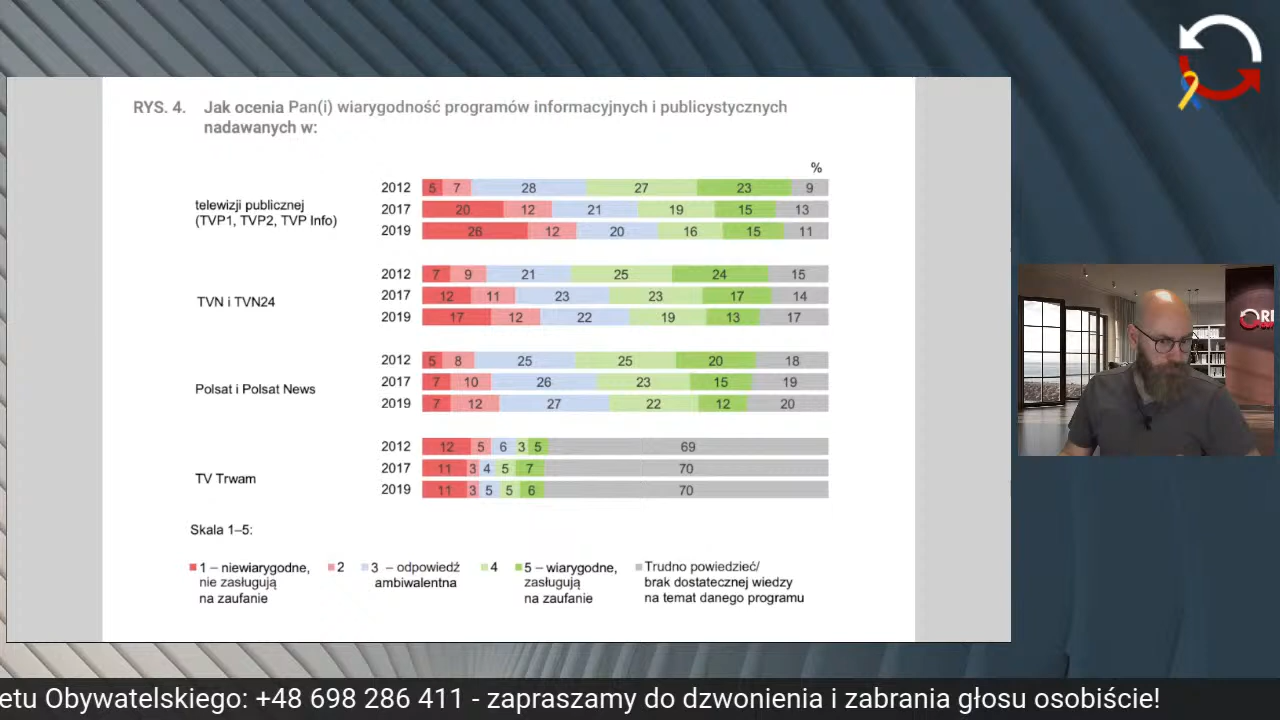 RYS. 4. Jak ocenia Pan(i) wiarygodność programów informacyjnych i publicystycznych
nadawanych w:
%
telewizji publicznej
(TVP1, TVP2, TVP Info)
2012 5 7 28 27 23 9
2017 20 12 21 19 15 13
2019 26 12 20 16 15 11
TVN i TVN24
2012 7 9 21 25 24 15
2017 12 11 23 23 17 14
2019 17 12 22 19 13 17
Polsat i Polsat News
2012 5 8 25 25 20 18
2017 7 10 26 23 15 19
2019 7 12 27 22 12 20
TV Trwam
2012 12 5 6 3 5 69
2017 11 3 4 5 7 70
2019 11 3 5 5 6 70
Skala 1–5:
1 – niewiarygodne,
nie zasługują
na zaufanie
2
3 – odpowiedź
ambiwalentna
4
5 – wiarygodne,
zasługują
na zaufanie
Trudno powiedzieć/
brak dostatecznej wiedzy
na temat danego programu
etu Obywatelskiego: +48 698 286 411 - zapraszamy do dzwonienia i zabrania głosu osobiście!